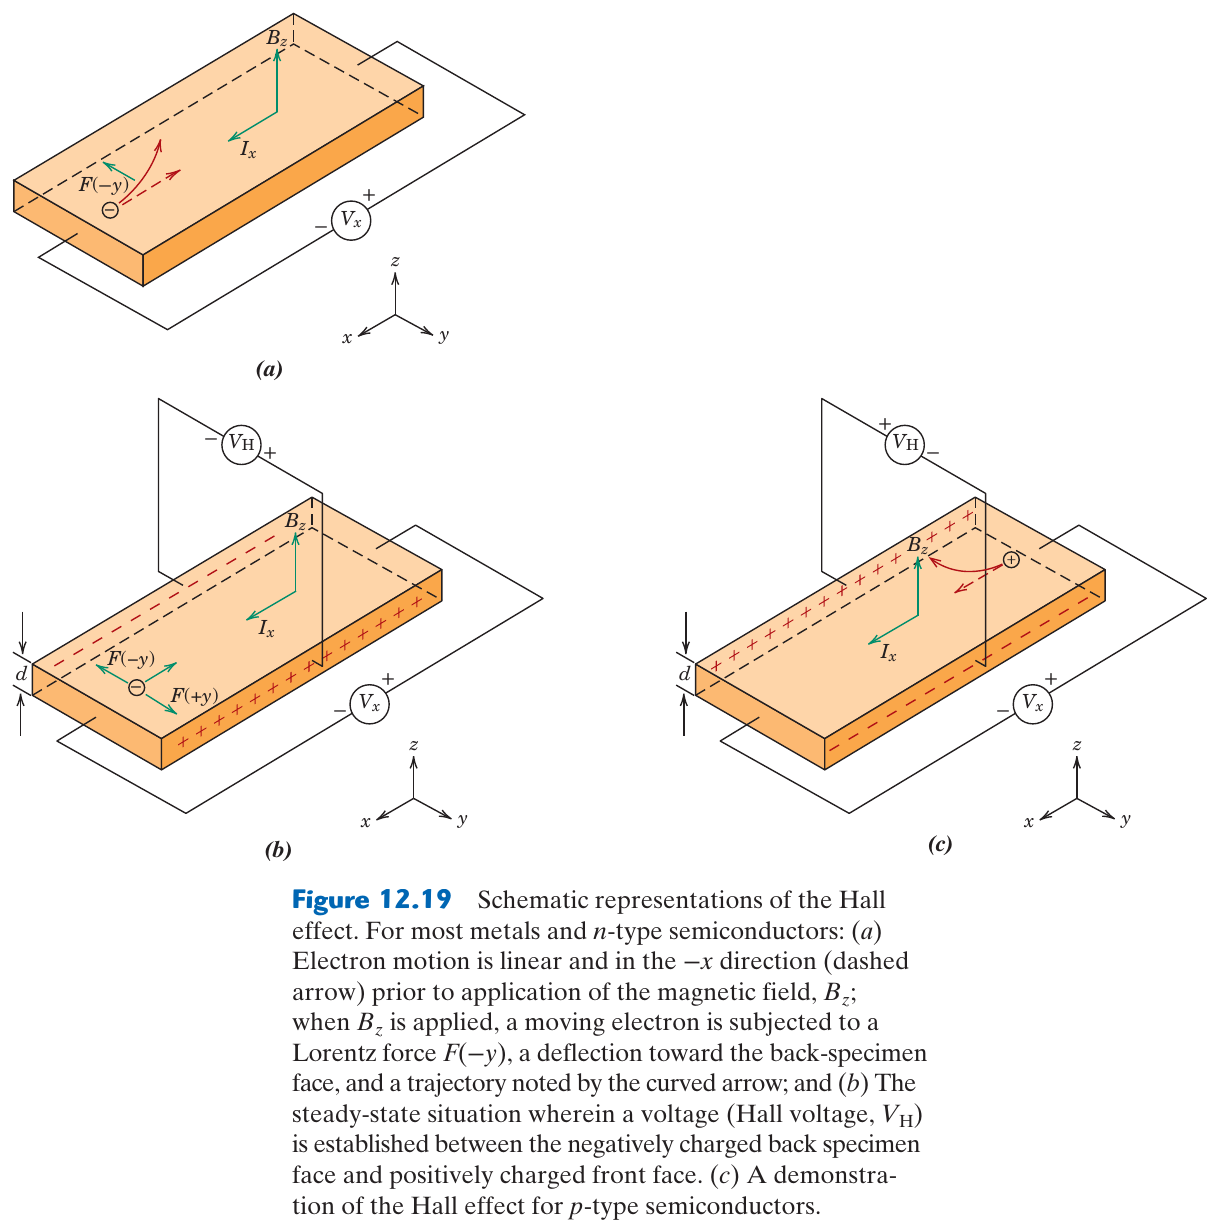 B_z
I_x
F(−y)
−
+
V_x
−
z
x
y
(a)
−
V_H
+
B_z
I_x
d
F(−y)
−
F(+y)
+
V_x
−
z
x
y
(b)
+
V_H
−
B_z
+
I_x
d
+
V_x
−
z
x
y
(c)
Figure 12.19 Schematic representations of the Hall
effect. For most metals and n-type semiconductors: (a)
Electron motion is linear and in the −x direction (dashed
arrow) prior to application of the magnetic field, B_z;
when B_z is applied, a moving electron is subjected to a
Lorentz force F(−y), a deflection toward the back-specimen
face, and a trajectory noted by the curved arrow; and (b) The
steady-state situation wherein a voltage (Hall voltage, V_H)
is established between the negatively charged back specimen
face and positively charged front face. (c) A demonstra-
tion of the Hall effect for p-type semiconductors.